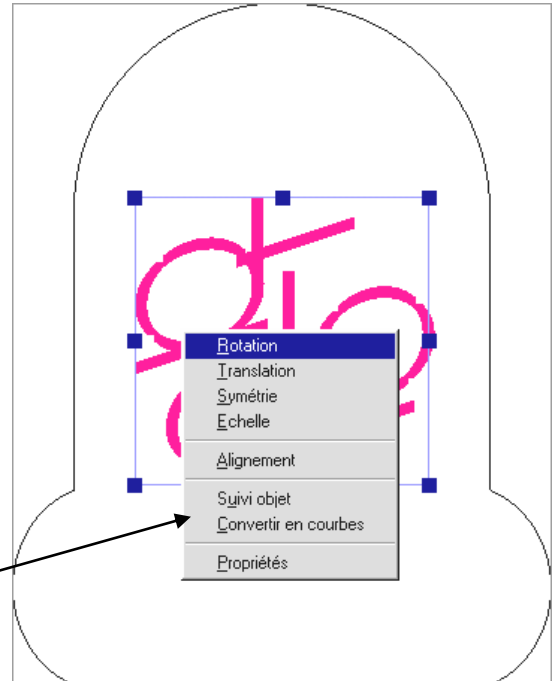 Rotation
Translation
Symétrie
Echelle
Alignement
Suivi objet
Convertir en courbes
Propriétés